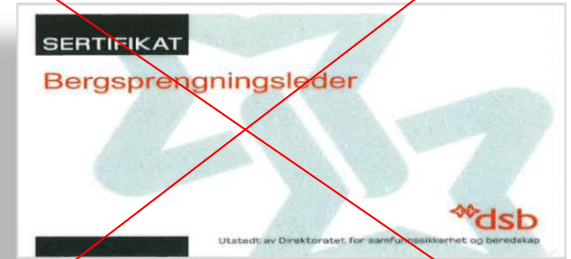 SERTIFIKAT
Bergsprengningsleder
dsb
Utstedt av Direktoratet for samfunnssikkerhet og beredskap